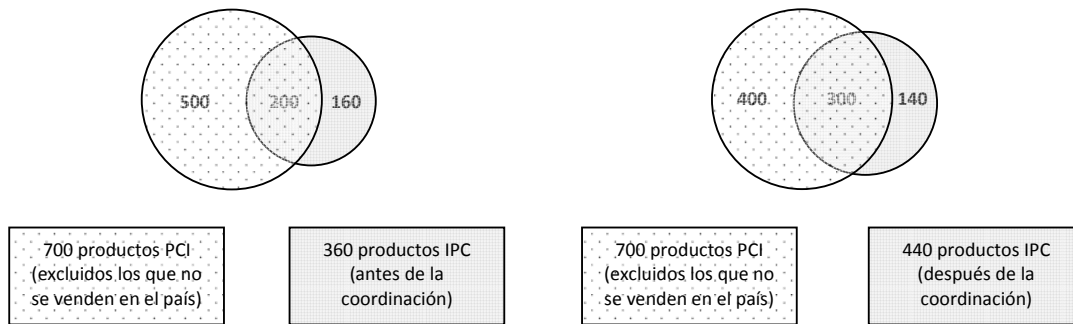 500 200 160
400 300 140
700 productos PCI
(excluidos los que no
se venden en el país)
360 productos IPC
(antes de la
coordinación)
700 productos PCI
(excluidos los que no
se venden en el país)
440 productos IPC
(después de la
coordinación)